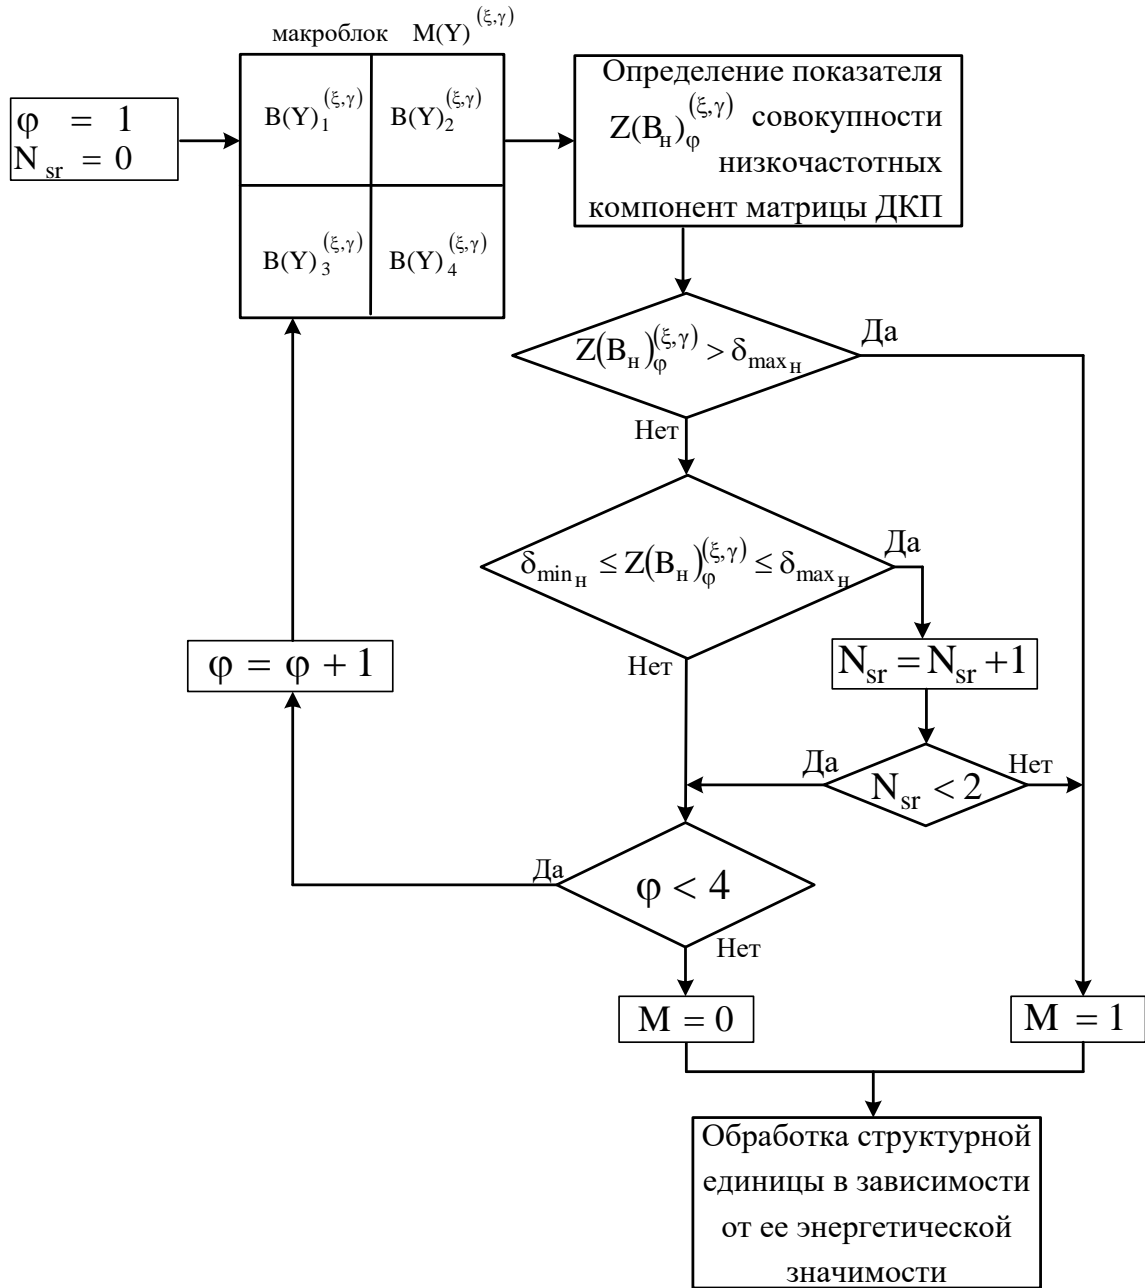 макроблок M(Y)^(ξ,γ)
φ = 1
N_sr = 0
B(Y)_1^(ξ,γ)
B(Y)_2^(ξ,γ)
B(Y)_3^(ξ,γ)
B(Y)_4^(ξ,γ)
Определение показателя
Z(B_н)_φ^(ξ,γ) совокупности
низкочастотных
компонент матрицы ДКП
Z(B_н)_φ^(ξ,γ) > δ_max_н
Да
Нет
δ_min_н ≤ Z(B_н)_φ^(ξ,γ) ≤ δ_max_н
Да
Нет
φ = φ + 1
N_sr = N_sr + 1
N_sr < 2
Да
Нет
φ < 4
Да
Нет
M = 0
M = 1
Обработка структурной
единицы в зависимости
от ее энергетической
значимости